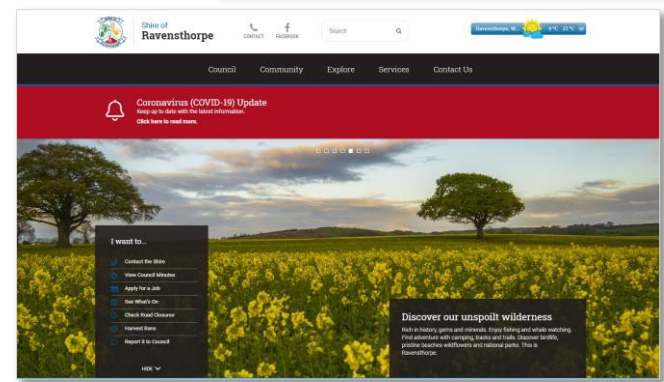 Shire of
Ravensthorpe
CONTACT
FACEBOOK
Search
Ravensthorpe, W...
Council Community Explore Services Contact Us
Coronavirus (COVID-19) Update
Keep up to date with the latest information.
Click here to read more.
I want to...
Contact the Shire
View Council Minutes
Apply for a Job
See What's On
Check Road Closures
Harvest Bans
Report it to Council
HIDE
Discover our unspoilt wilderness
Rich in history, gems and minerals. Enjoy fishing and whale watching.
Find adventure with camping, tracks and trails. Discover birdlife,
pristine beaches wildflowers and national parks. This is
Ravensthorpe.